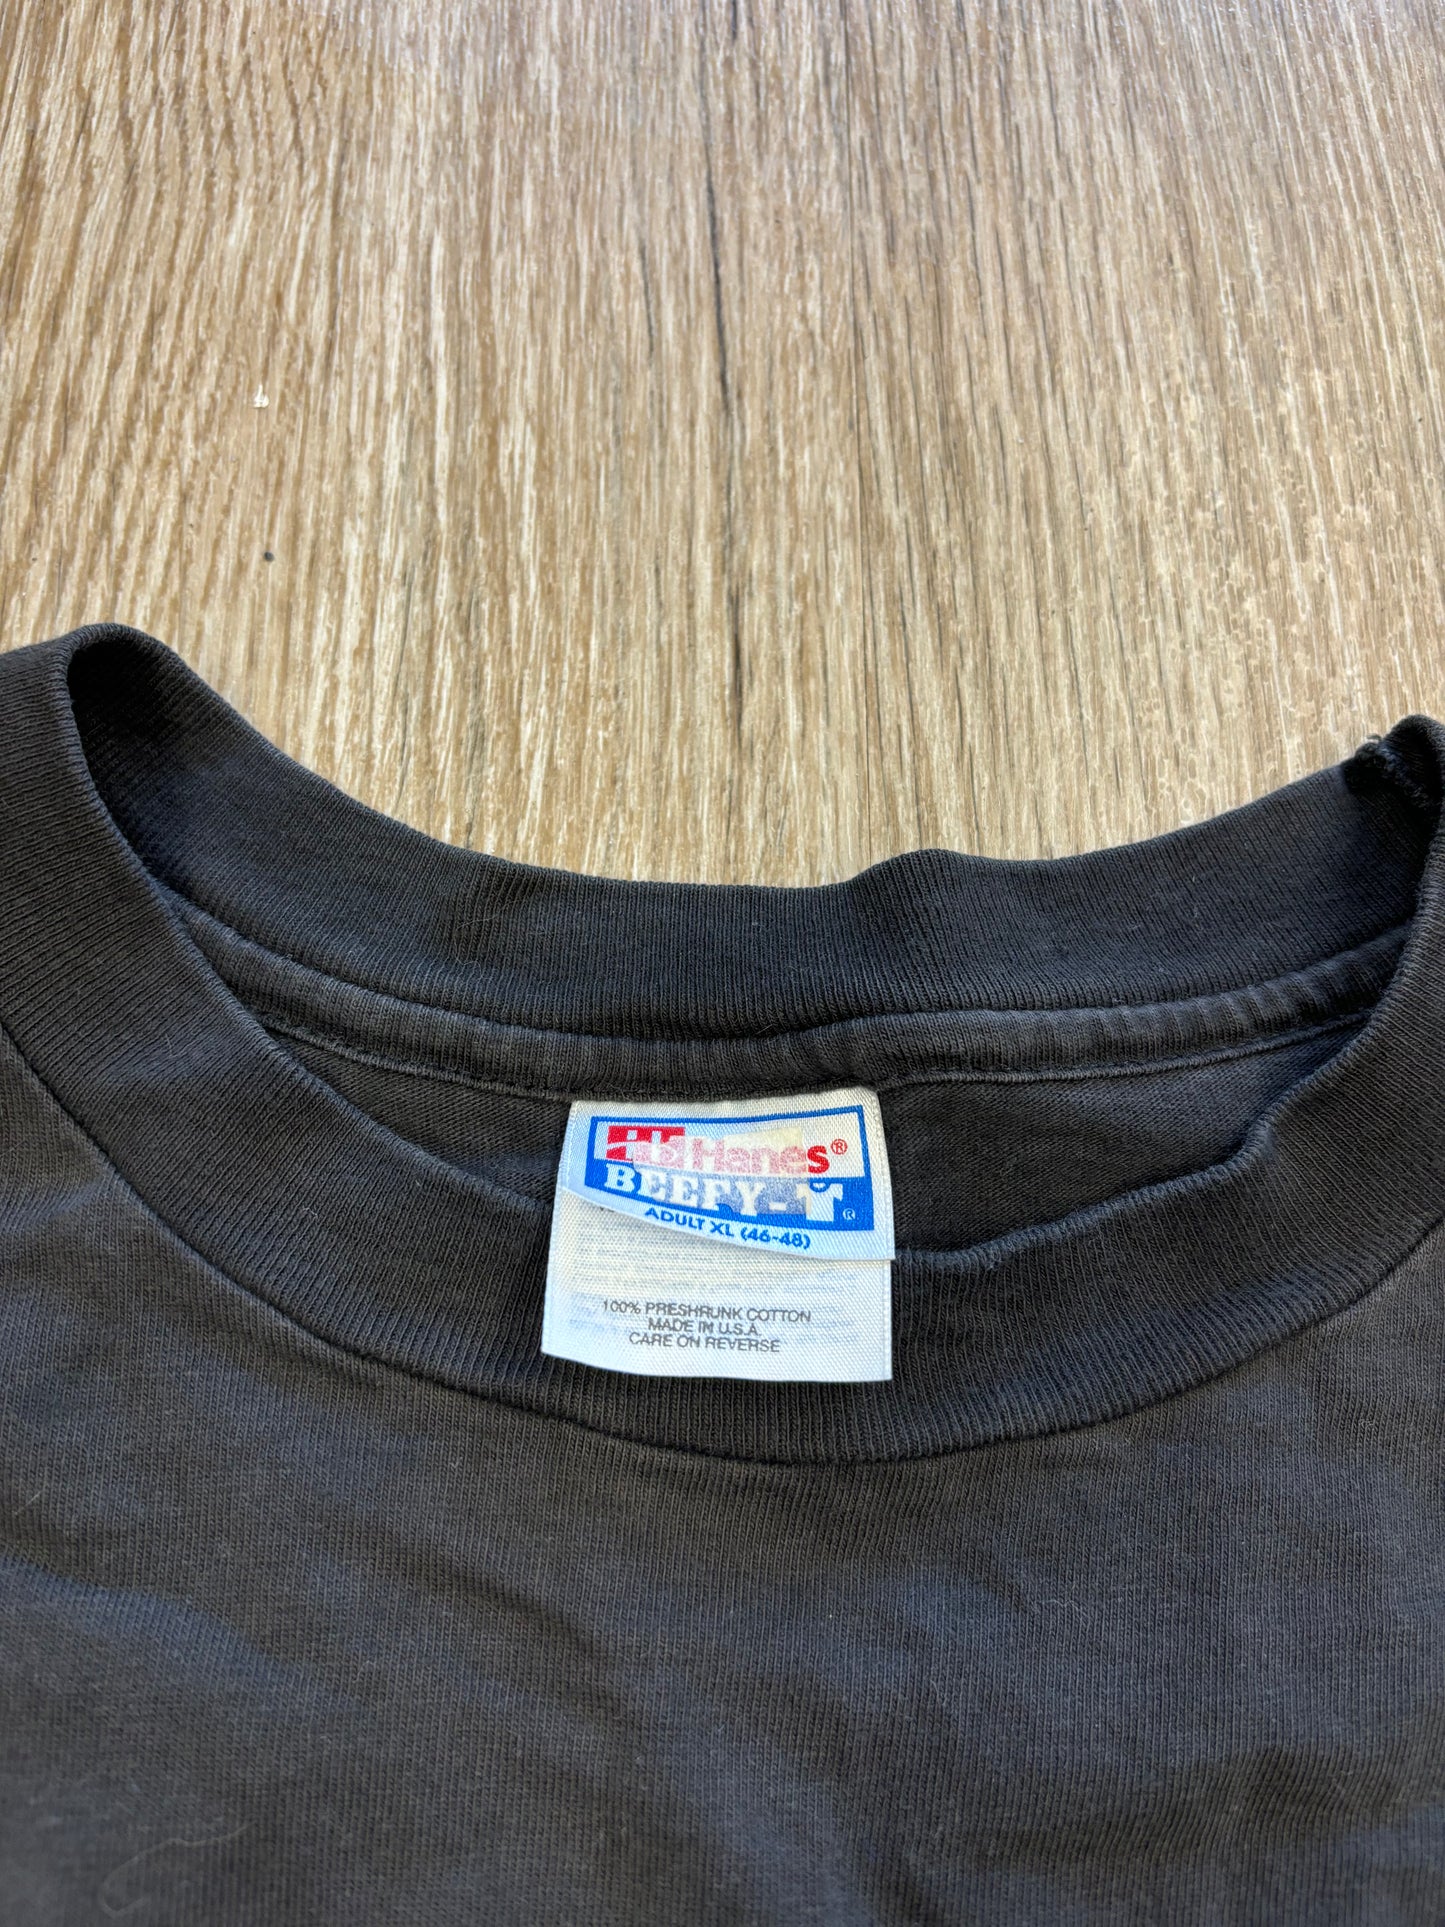 Hanes®
BEEFY-T®
ADULT XL (46-48)
100% PRESHRUNK COTTON
MADE IN U.S.A.
CARE ON REVERSE